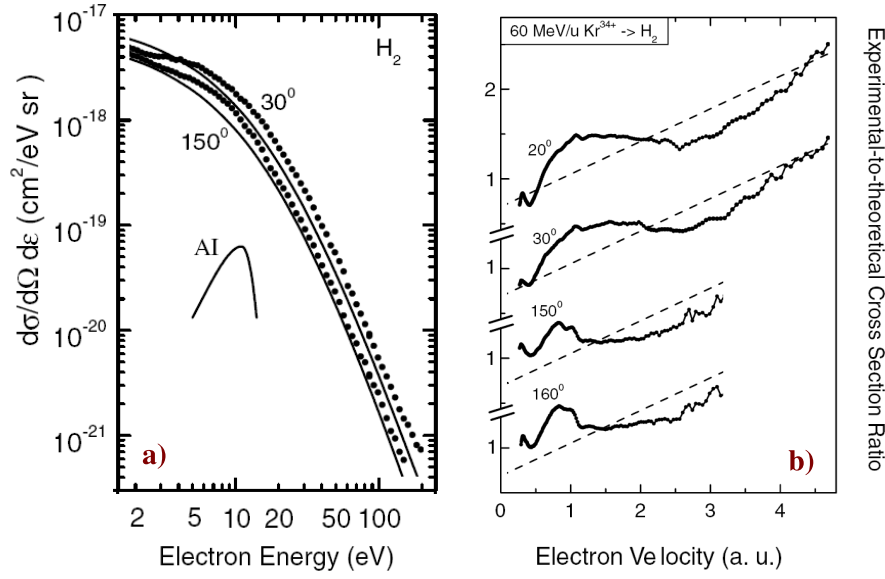 10⁻¹⁷
10⁻¹⁸
10⁻¹⁹
10⁻²⁰
10⁻²¹
dσ/dΩ dε (cm²/eV sr)
H₂
30⁰
150⁰
AI
a)
2 5 10 20 50 100
Electron Energy (eV)
60 MeV/u Kr³⁴⁺ -> H₂
2
1
1
1
1
20⁰
30⁰
150⁰
160⁰
b)
0 1 2 3 4
Electron Velocity (a. u.)
Experimental-to-theoretical Cross Section Ratio